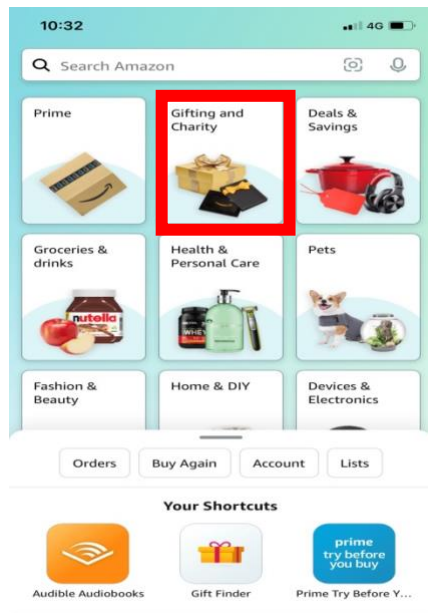 10:32
4G
Search Amazon
Prime
Gifting and
Charity
Deals &
Savings
Groceries &
drinks
Health &
Personal Care
Pets
nutella
WHEY
Fashion &
Beauty
Home & DIY
Devices &
Electronics
Orders
Buy Again
Account
Lists
Your Shortcuts
prime
try before
you buy
Audible Audiobooks
Gift Finder
Prime Try Before Y...